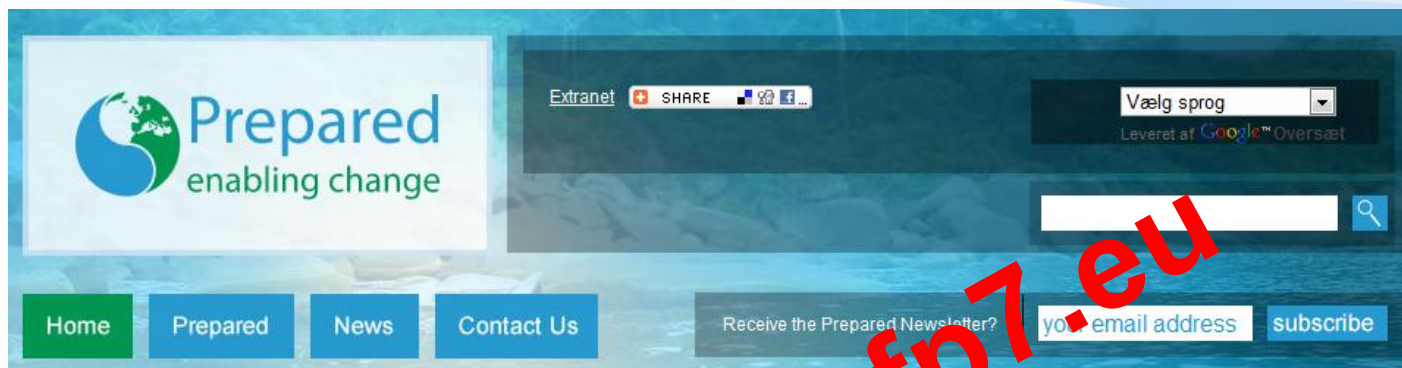 Prepared
enabling change
Extranet SHARE ...
Vælg sprog
Leveret af Google™ Oversæt
Home Prepared News Contact Us
Receive the Prepared Newsletter? your email address subscribe
fp7.eu